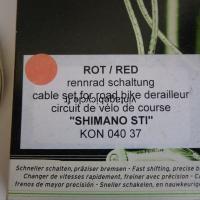 ROT / RED
rennrad schaltung
cable set for road bike derailleur
circuit de vélo de course
"SHIMANO STI"
KON 040 37
Schneller schalten, präziser bremsen - Fast shifting, precise b
Changer de vitesses rapidement, freiner avec précision - Ca
frenos de mayor precisión - Sneller schakelen, en nauwkeurige